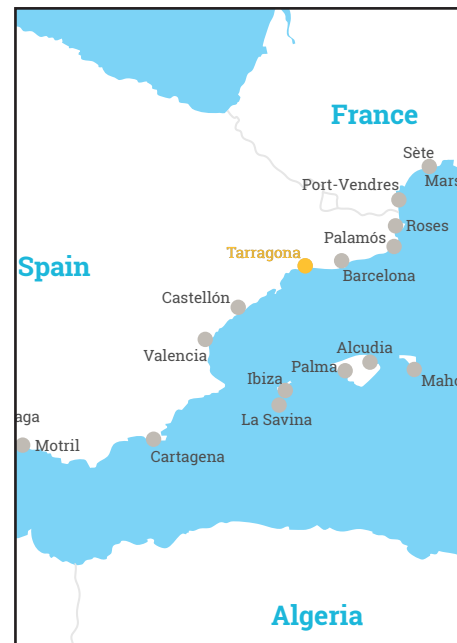 France
Sète
Mars
Port-Vendres
Roses
Palamós
Tarragona
Barcelona
Spain
Castellón
Valencia
Alcudia
Palma
Maho
Ibiza
La Savina
aga
Motril
Cartagena
Algeria